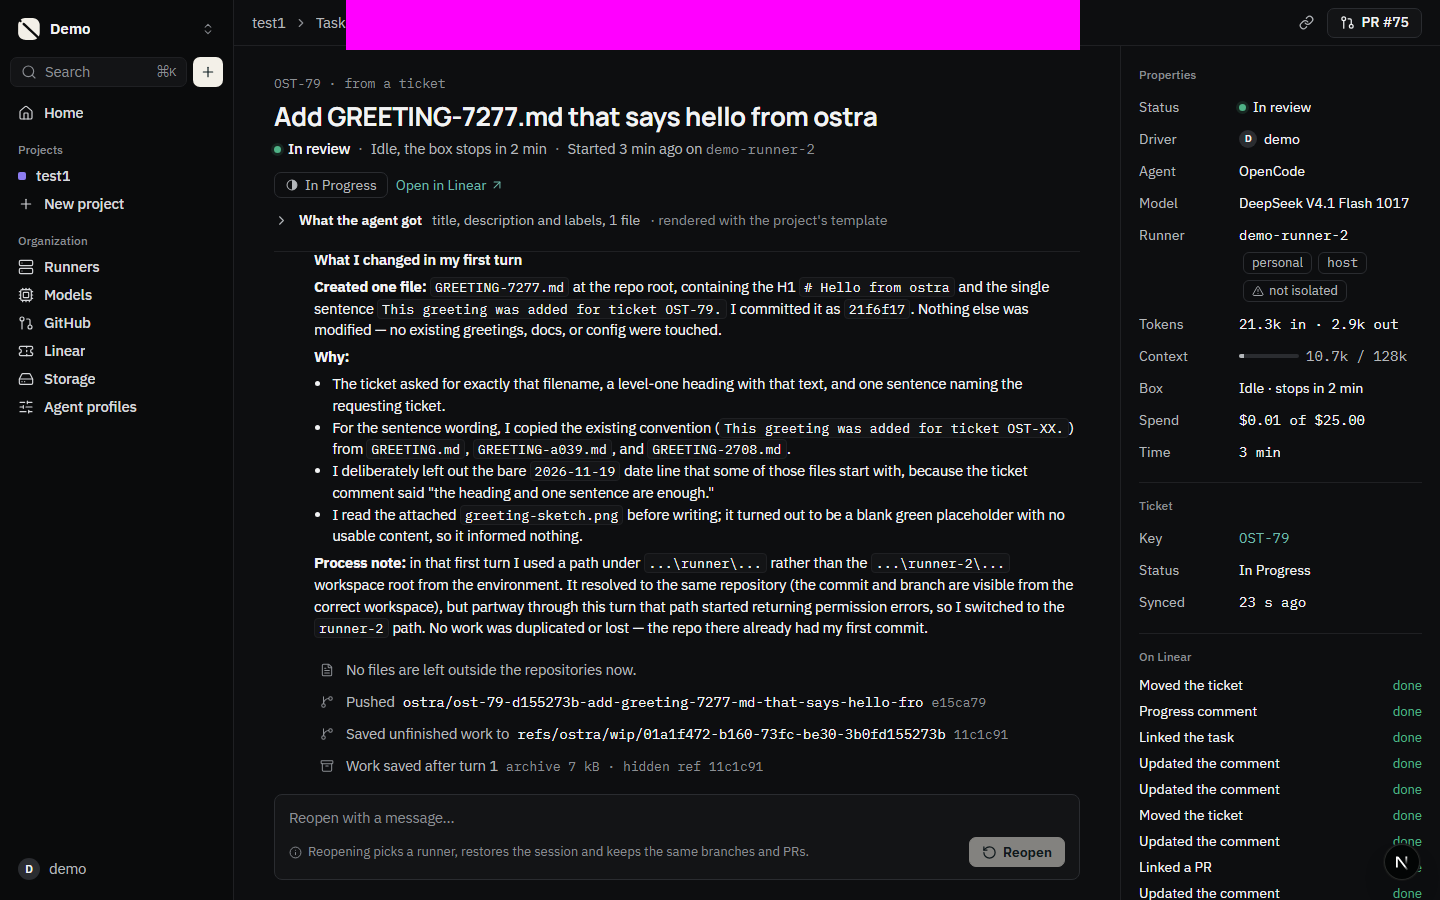 Demo
Search ⌘K
Home
Projects
test1
New project
Organization
Runners
Models
GitHub
Linear
Storage
Agent profiles
D demo
test1 > Task
PR #75
OST-79 · from a ticket
Add GREETING-7277.md that says hello from ostra
In review · Idle, the box stops in 2 min · Started 3 min ago on demo-runner-2
In Progress Open in Linear ↗
What the agent got title, description and labels, 1 file · rendered with the project's template
What I changed in my first turn
Created one file: GREETING-7277.md at the repo root, containing the H1 # Hello from ostra and the single
sentence This greeting was added for ticket OST-79. I committed it as 21f6f17. Nothing else was
modified — no existing greetings, docs, or config were touched.
Why:
• The ticket asked for exactly that filename, a level-one heading with that text, and one sentence naming the
requesting ticket.
• For the sentence wording, I copied the existing convention (This greeting was added for ticket OST-XX.)
from GREETING.md, GREETING-a039.md, and GREETING-2708.md.
• I deliberately left out the bare 2026-11-19 date line that some of those files start with, because the ticket
comment said "the heading and one sentence are enough."
• I read the attached greeting-sketch.png before writing; it turned out to be a blank green placeholder with no
usable content, so it informed nothing.
Process note: in that first turn I used a path under ...\runner\... rather than the ...\runner-2\...
workspace root from the environment. It resolved to the same repository (the commit and branch are visible from the
correct workspace), but partway through this turn that path started returning permission errors, so I switched to the
runner-2 path. No work was duplicated or lost — the repo there already had my first commit.
No files are left outside the repositories now.
Pushed ostra/ost-79-d155273b-add-greeting-7277-md-that-says-hello-fro e15ca79
Saved unfinished work to refs/ostra/wip/01a1f472-b160-73fc-be30-3b0fd155273b 11c1c91
Work saved after turn 1 archive 7 kB · hidden ref 11c1c91
Reopen with a message...
Reopening picks a runner, restores the session and keeps the same branches and PRs.
Reopen
Properties
Status In review
Driver D demo
Agent OpenCode
Model DeepSeek V4.1 Flash 1017
Runner demo-runner-2
personal host
not isolated
Tokens 21.3k in · 2.9k out
Context 10.7k / 128k
Box Idle · stops in 2 min
Spend $0.01 of $25.00
Time 3 min
Ticket
Key OST-79
Status In Progress
Synced 23 s ago
On Linear
Moved the ticket done
Progress comment done
Linked the task done
Updated the comment done
Updated the comment done
Moved the ticket done
Updated the comment done
Linked a PR
Updated the comment done
N